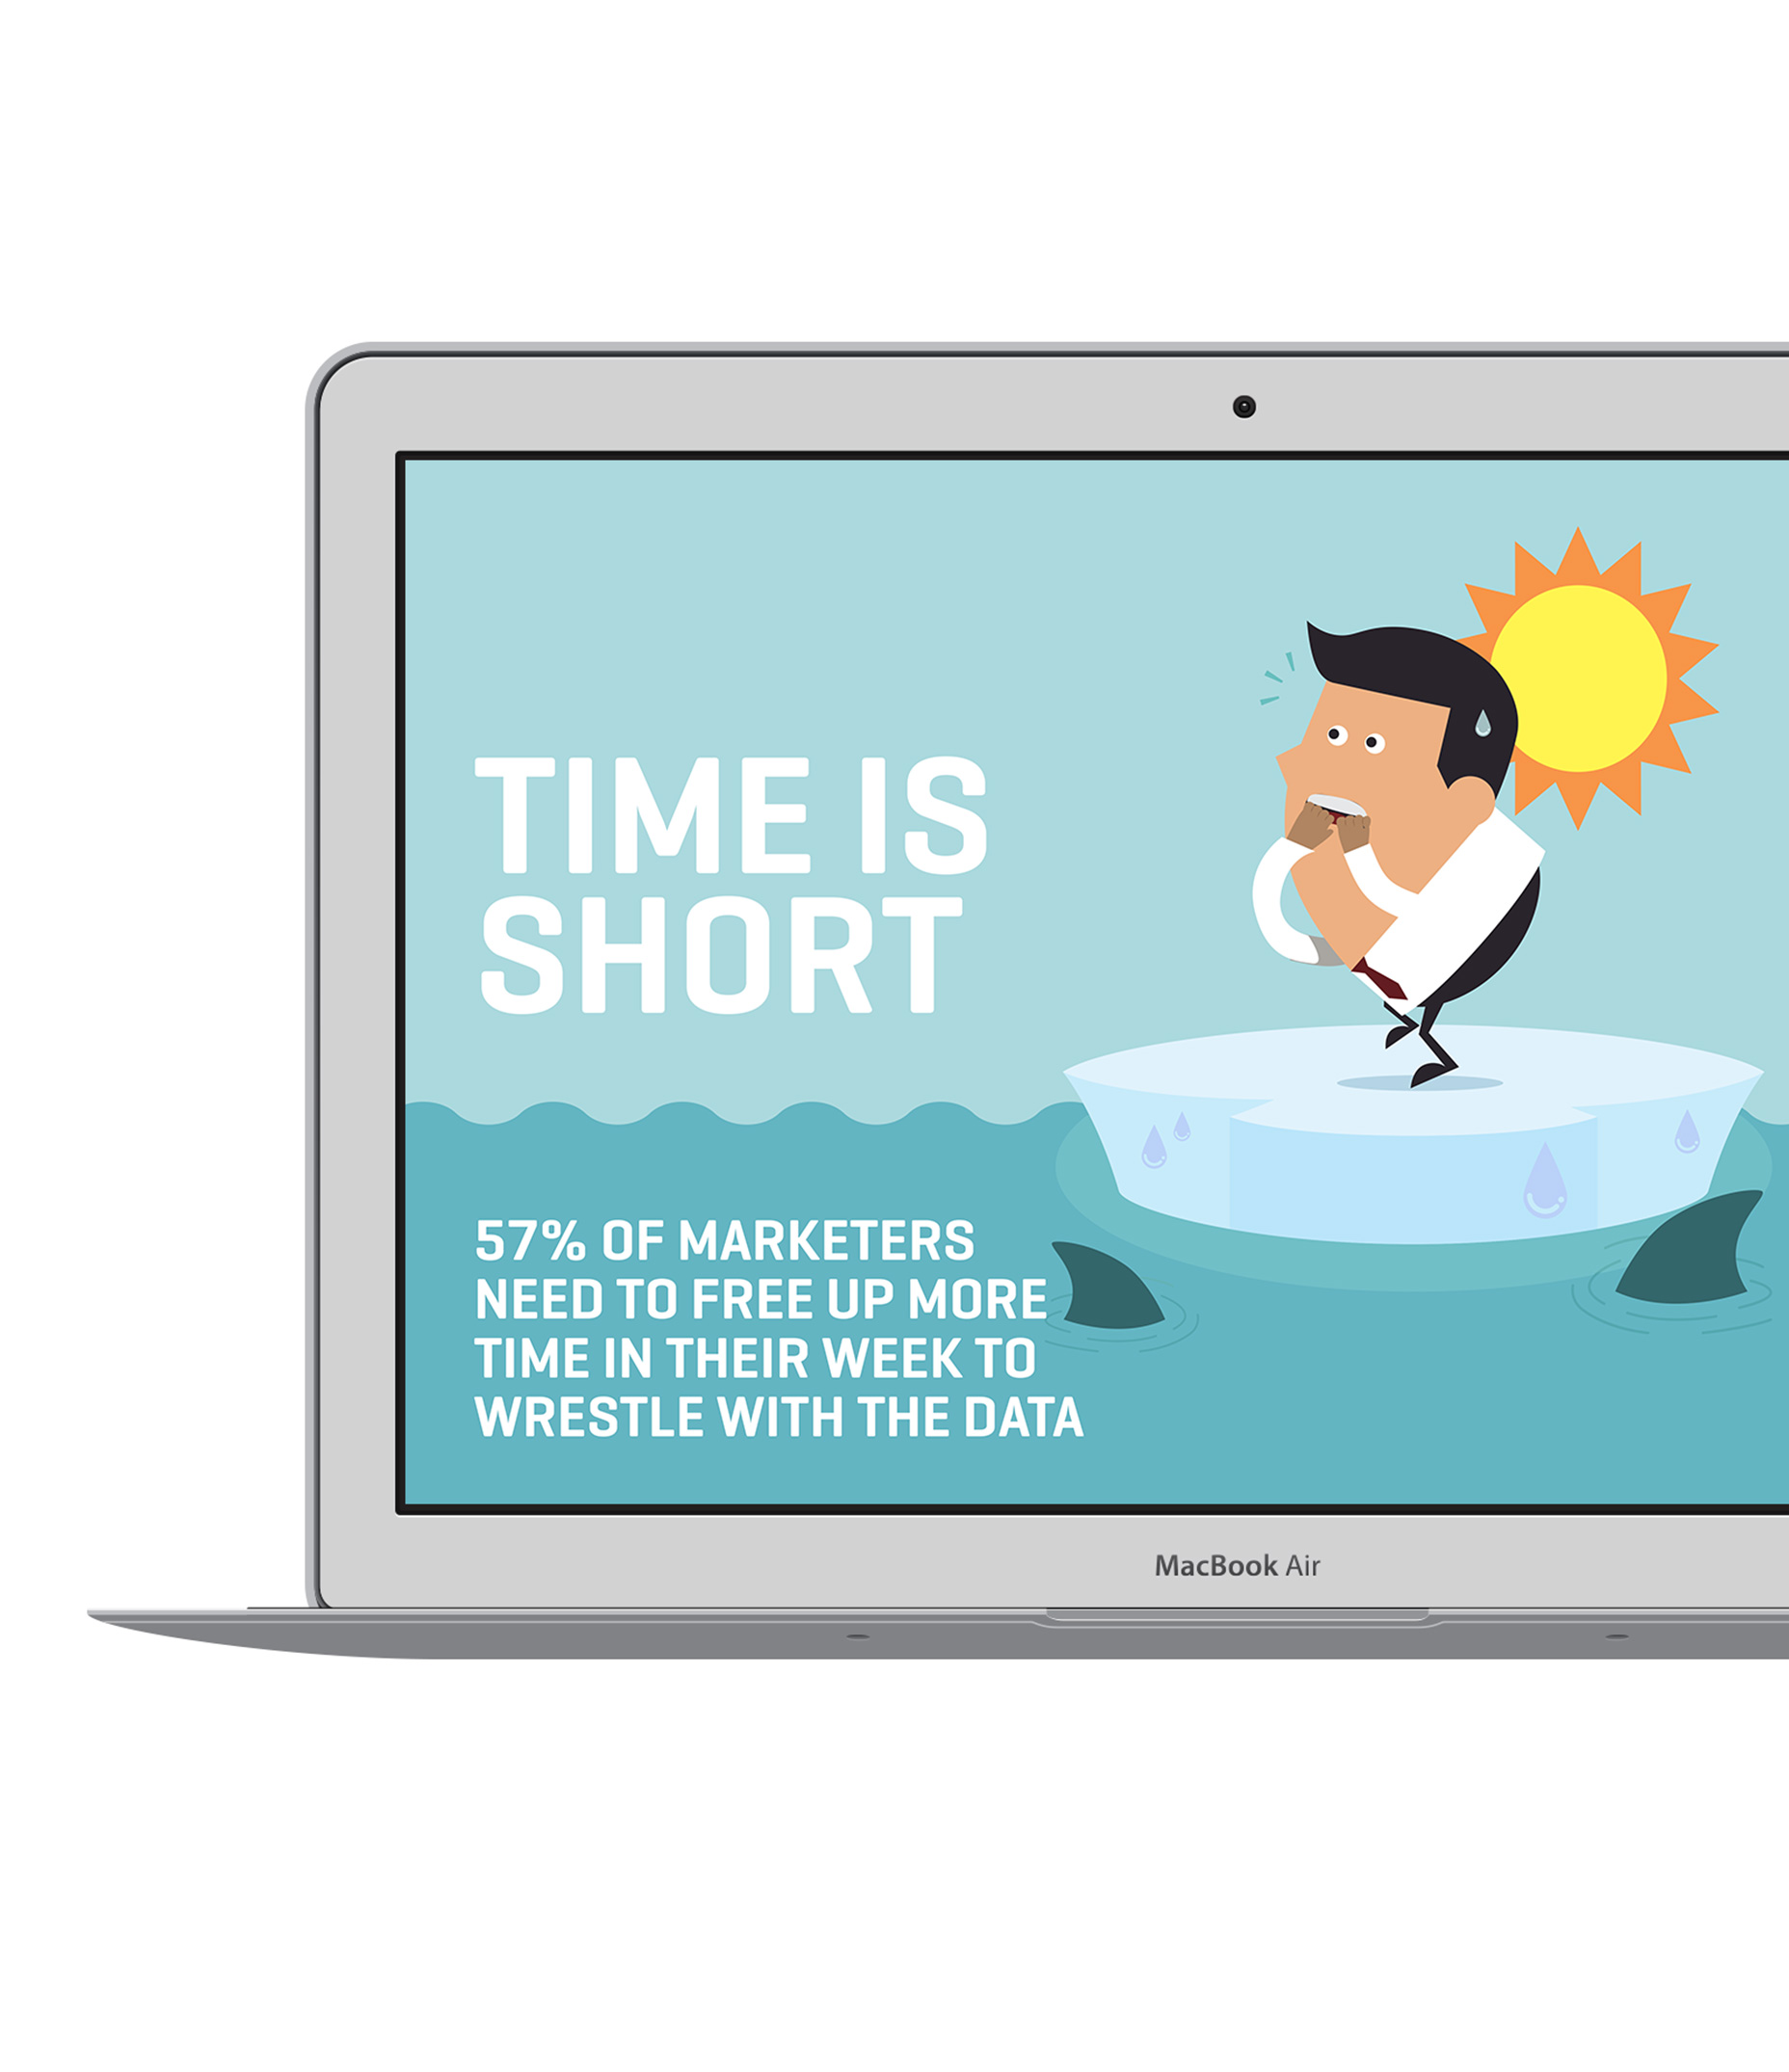 TIME IS
SHORT
57% OF MARKETERS
NEED TO FREE UP MORE
TIME IN THEIR WEEK TO
WRESTLE WITH THE DATA
MacBook Air